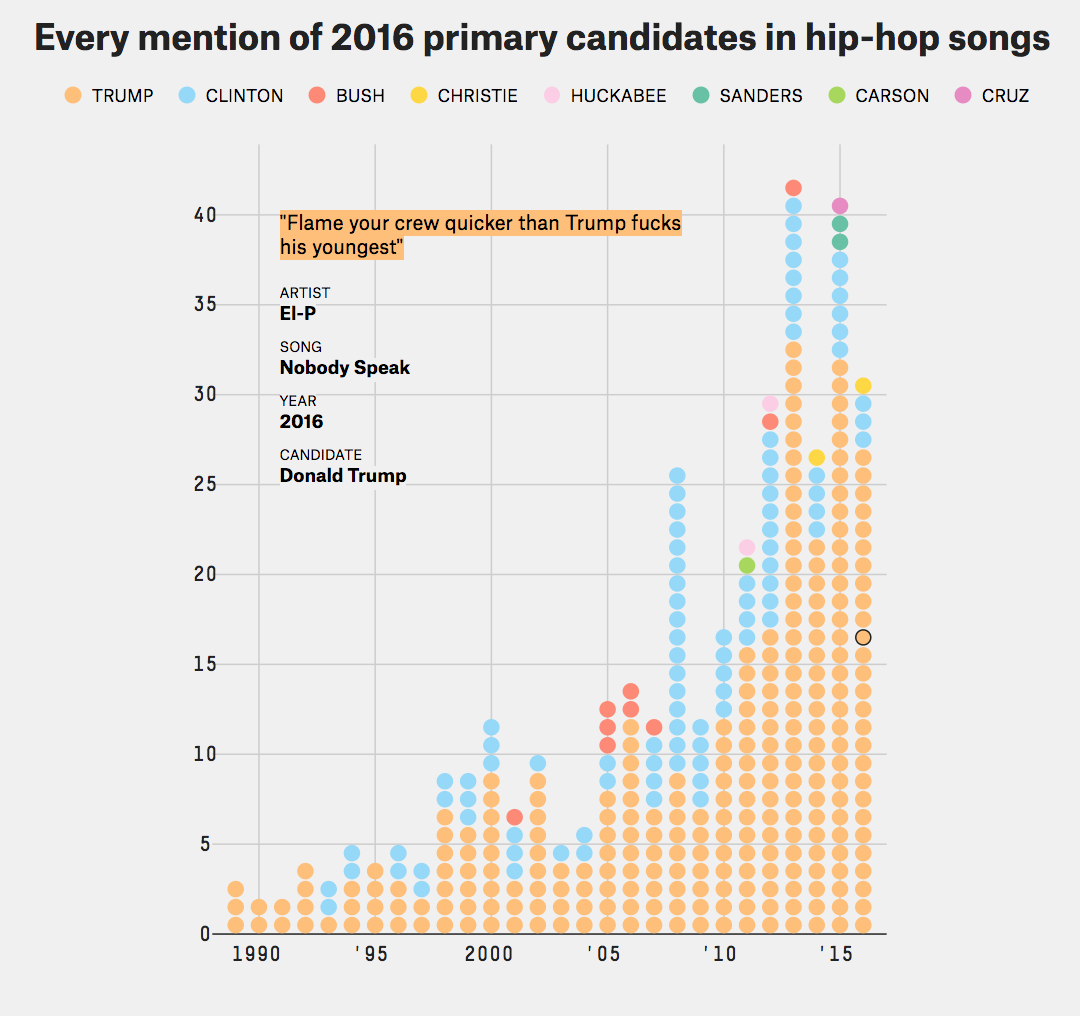 Every mention of 2016 primary candidates in hip-hop songs
TRUMP CLINTON BUSH CHRISTIE HUCKABEE SANDERS CARSON CRUZ
40
"Flame your crew quicker than Trump fucks
his youngest"
ARTIST
35
El-P
SONG
Nobody Speak
30
YEAR
2016
CANDIDATE
Donald Trump
25
20
15
10
5
0
1990 '95 2000 '05 '10 '15